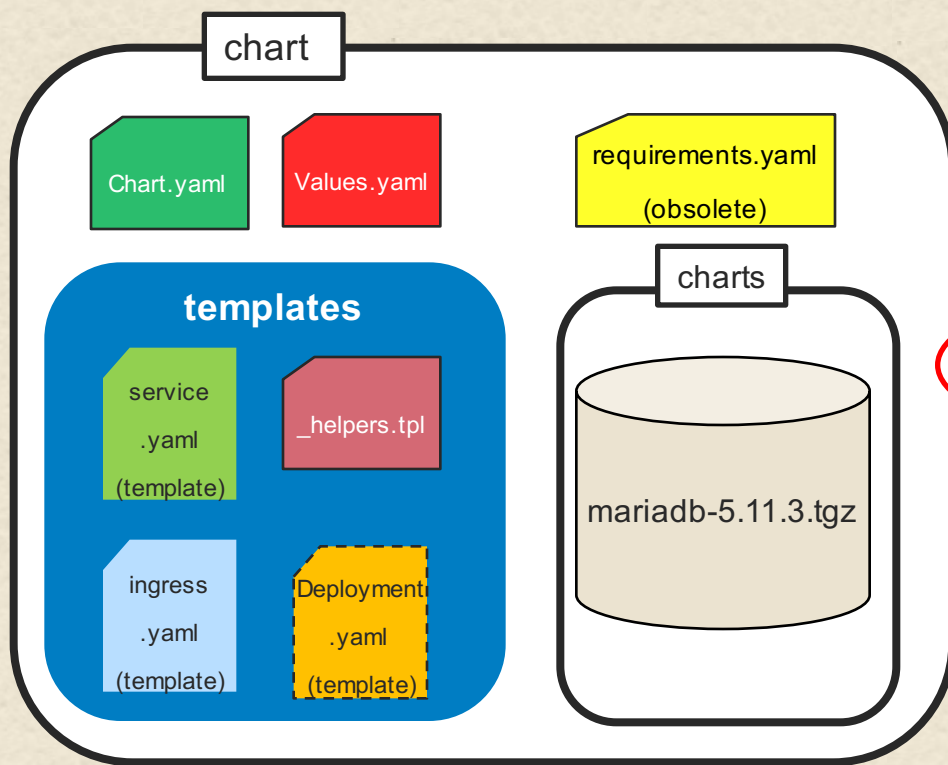 chart
Chart.yaml
Values.yaml
requirements.yaml
(obsolete)
templates
service
.yaml
(template)
_helpers.tpl
ingress
.yaml
(template)
Deployment
.yaml
(template)
charts
mariadb-5.11.3.tgz